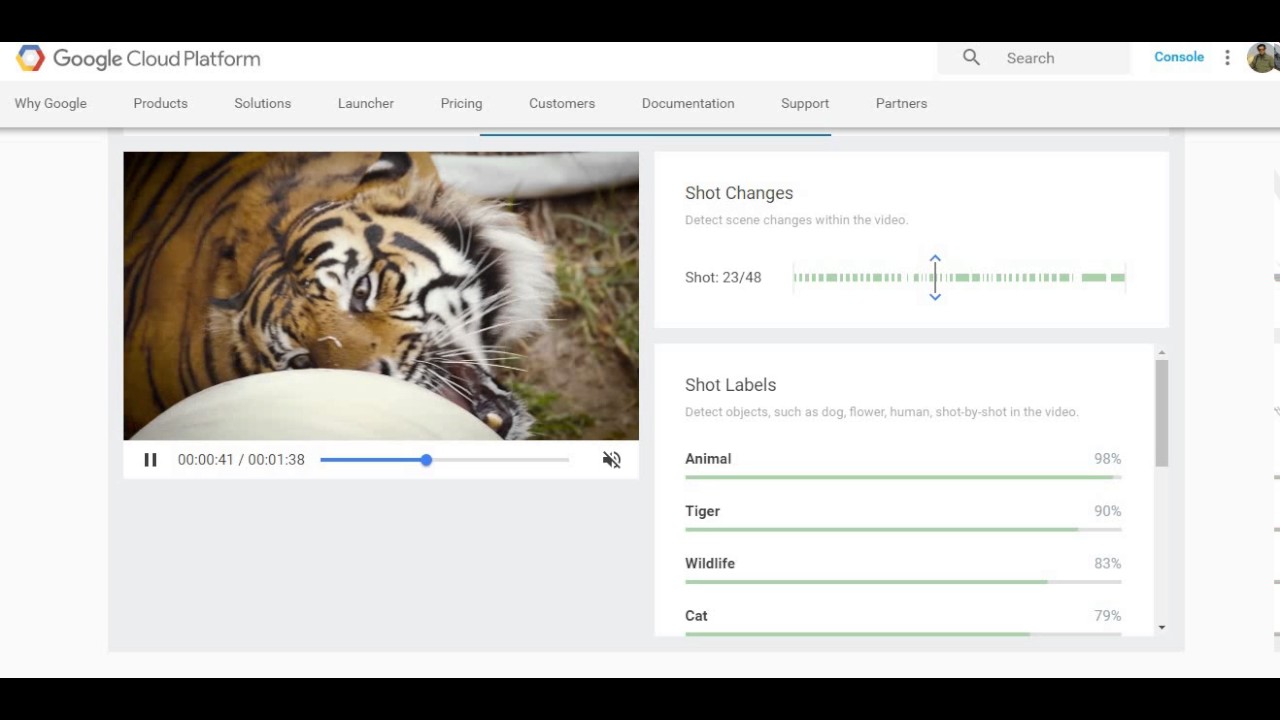 Google Cloud Platform
Search
Console
Why Google
Products
Solutions
Launcher
Pricing
Customers
Documentation
Support
Partners
Shot Changes
Detect scene changes within the video.
Shot: 23/48
00:00:41 / 00:01:38
Shot Labels
Detect objects, such as dog, flower, human, shot-by-shot in the video.
Animal 98%
Tiger 90%
Wildlife 83%
Cat 79%